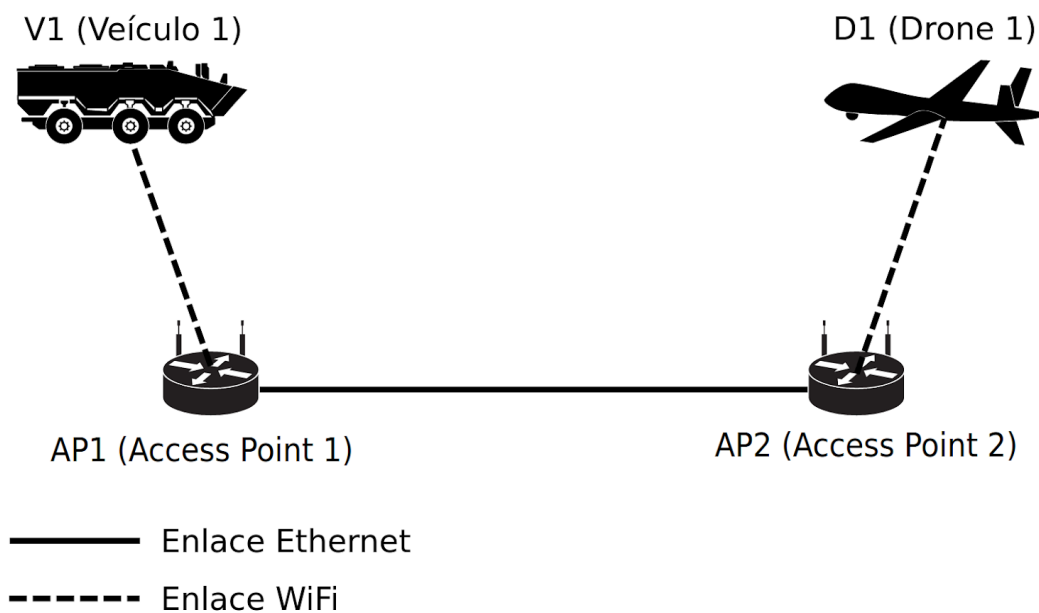 V1 (Veículo 1)
D1 (Drone 1)
AP1 (Access Point 1)
AP2 (Access Point 2)
Enlace Ethernet
Enlace WiFi